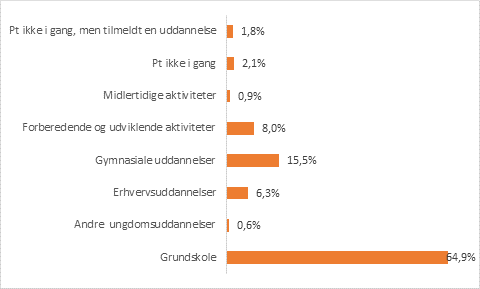 Pt ikke i gang, men tilmeldt en uddannelse 1,8%
Pt ikke i gang 2,1%
Midlertidige aktiviteter 0,9%
Forberedende og udviklende aktiviteter 8,0%
Gymnasiale uddannelser 15,5%
Erhvervsuddannelser 6,3%
Andre ungdomsuddannelser 0,6%
Grundskole 64,9%